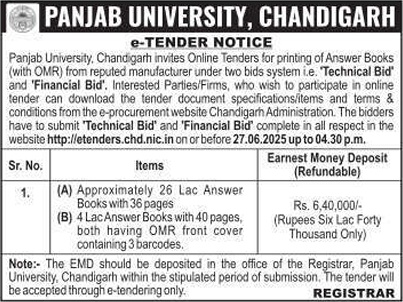 PANJAB UNIVERSITY, CHANDIGARH
e-TENDER NOTICE
Panjab University, Chandigarh invites Online Tenders for printing of Answer Books
(with OMR) from reputed manufacturer under two bids system i.e. 'Technical Bid'
and 'Financial Bid'. Interested Parties/Firms, who wish to participate in online
tender can download the tender document specifications/items and terms &
conditions from the e-procurement website Chandigarh Administration. The bidders
have to submit 'Technical Bid' and 'Financial Bid' complete in all respect in the
website http://etenders.chd.nic.in on or before 27.06.2025 up to 04.30 p.m.
Sr. No.
Items
Earnest Money Deposit
(Refundable)
1.
(A) Approximately 26 Lac Answer
Books with 36 pages
(B) 4 Lac Answer Books with 40 pages,
both having OMR front cover
containing 3 barcodes.
Rs. 6,40,000/-
(Rupees Six Lac Forty
Thousand Only)
Note:- The EMD should be deposited in the office of the Registrar, Panjab
University, Chandigarh within the stipulated period of submission. The tender will
be accepted through e-tendering only.
REGISTRAR